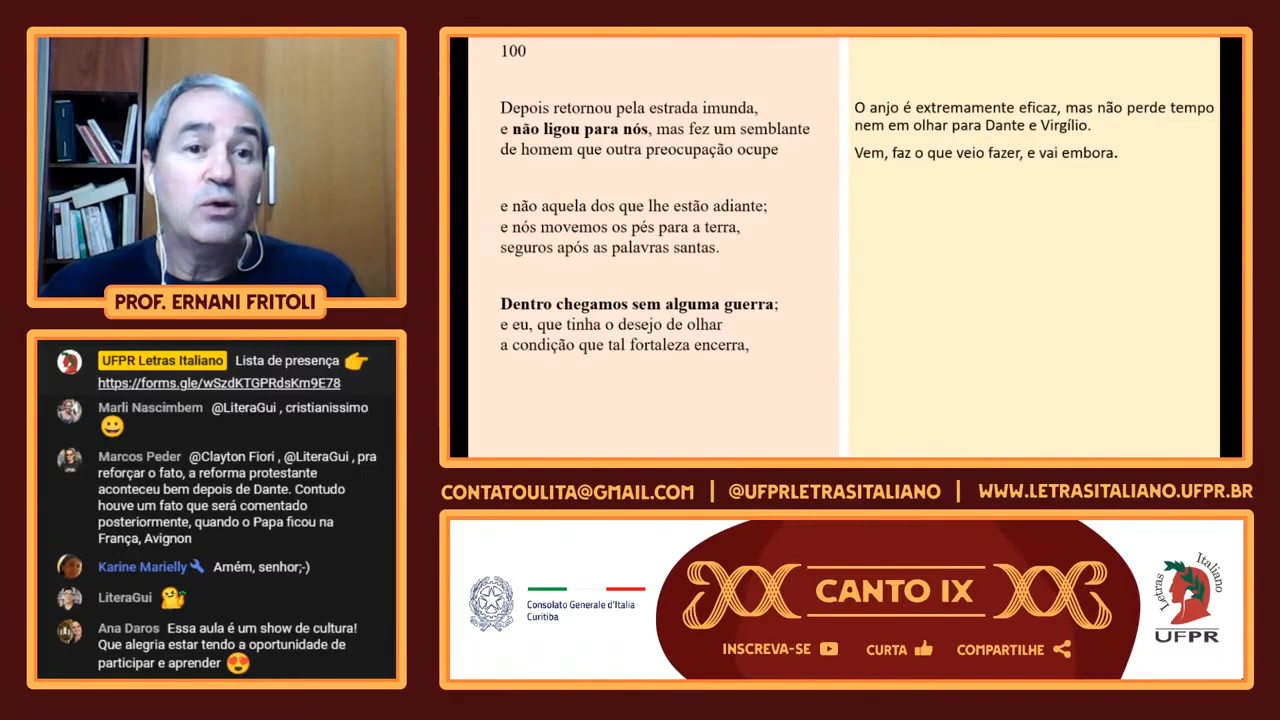 PROF. ERNANI FRITOLI
UFPR Letras Italiano Lista de presença 👉
https://forms.gle/wSzdKTGPRdsKm9E78
Marli Nascimbem @LiteraGui , cristianissimo
😀
Marcos Peder @Clayton Fiori , @LiteraGui , pra
reforçar o fato, a reforma protestante
aconteceu bem depois de Dante. Contudo
houve um fato que será comentado
posteriormente, quando o Papa ficou na
França, Avignon
Karine Marielly Amém, senhor;-)
LiteraGui
Ana Daros Essa aula é um show de cultura!
Que alegria estar tendo a oportunidade de
participar e aprender 😍
100
Depois retornou pela estrada imunda,
e não ligou para nós, mas fez um semblante
de homem que outra preocupação ocupe
e não aquela dos que lhe estão adiante;
e nós movemos os pés para a terra,
seguros após as palavras santas.
Dentro chegamos sem alguma guerra;
e eu, que tinha o desejo de olhar
a condição que tal fortaleza encerra,
O anjo é extremamente eficaz, mas não perde tempo
nem em olhar para Dante e Virgílio.
Vem, faz o que veio fazer, e vai embora.
CONTATOULITA@GMAIL.COM | @UFPRLETRASITALIANO | WWW.LETRASITALIANO.UFPR.BR
Consolato Generale d'Italia
Curitiba
CANTO IX
INSCREVA-SE CURTA COMPARTILHE
Letras Italiano
UFPR